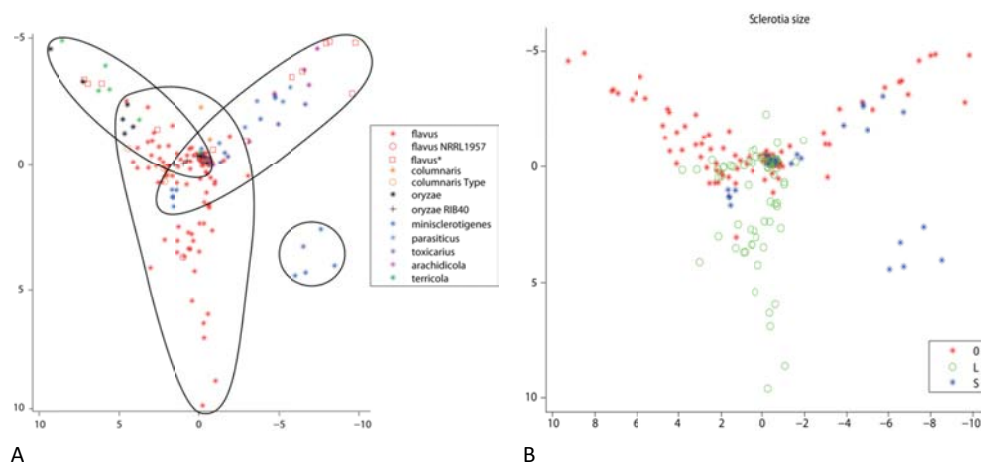 Sclerotia size
-5
0
5
10
10
5
0
-5
-10
flavus
flavus NRRL1957
flavus*
columnaris
columnaris Type
oryzae
oryzae RIB40
minisclerotigenes
parasiticus
toxicarius
arachidicola
terricola
-5
0
5
10
10
8
6
4
2
0
-2
-4
-6
-8
-10
0
L
S
A
B